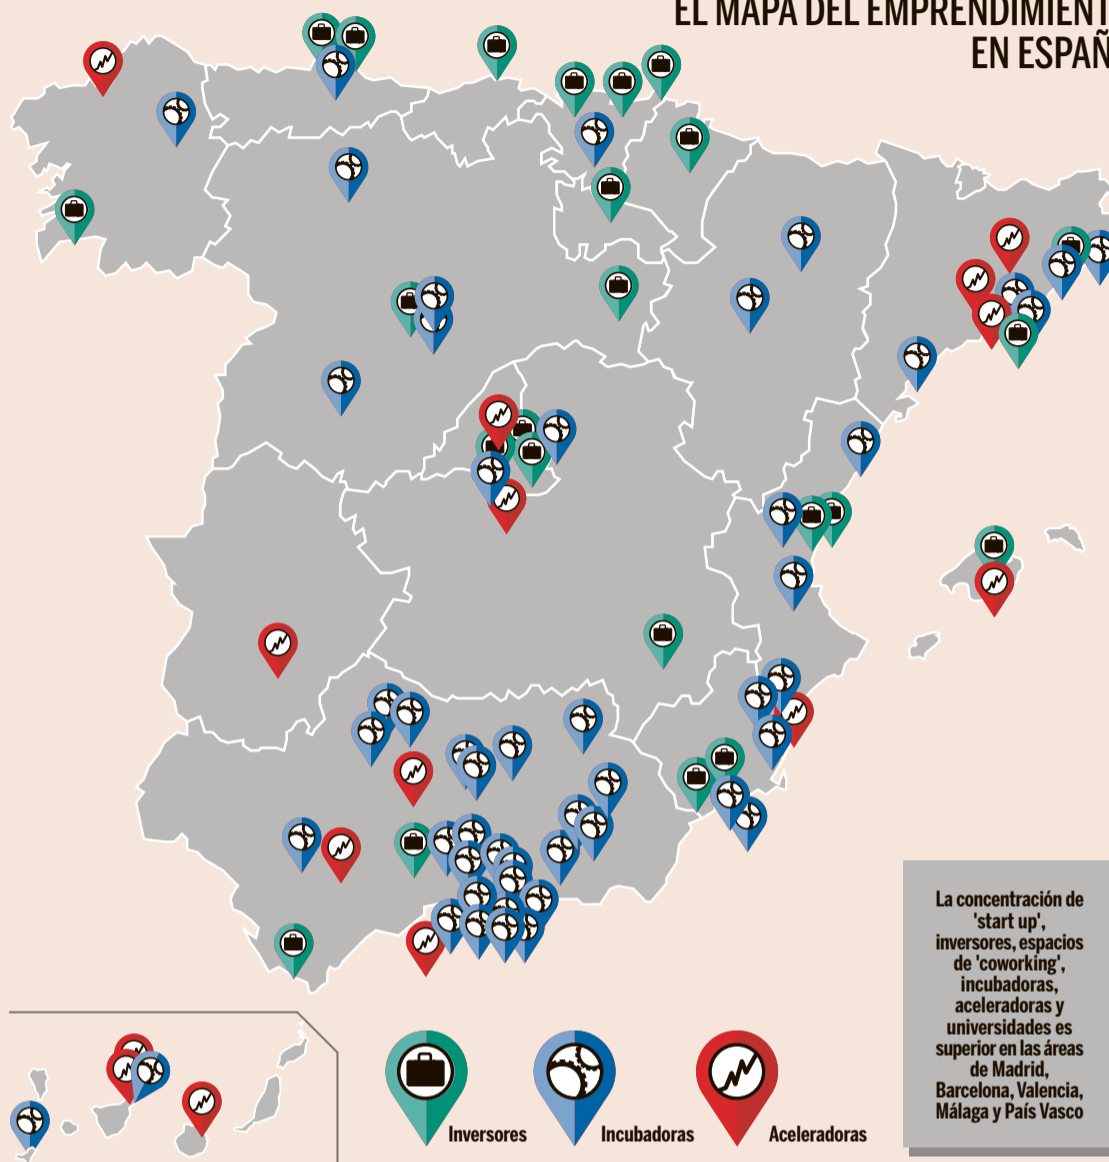 EL MAPA DEL EMPRENDIMIENT
EN ESPAÑ
La concentración de
'start up',
inversores, espacios
de 'coworking',
incubadoras,
aceleradoras y
universidades es
superior en las áreas
de Madrid,
Barcelona, Valencia,
Málaga y País Vasco
Inversores
Incubadoras
Aceleradoras